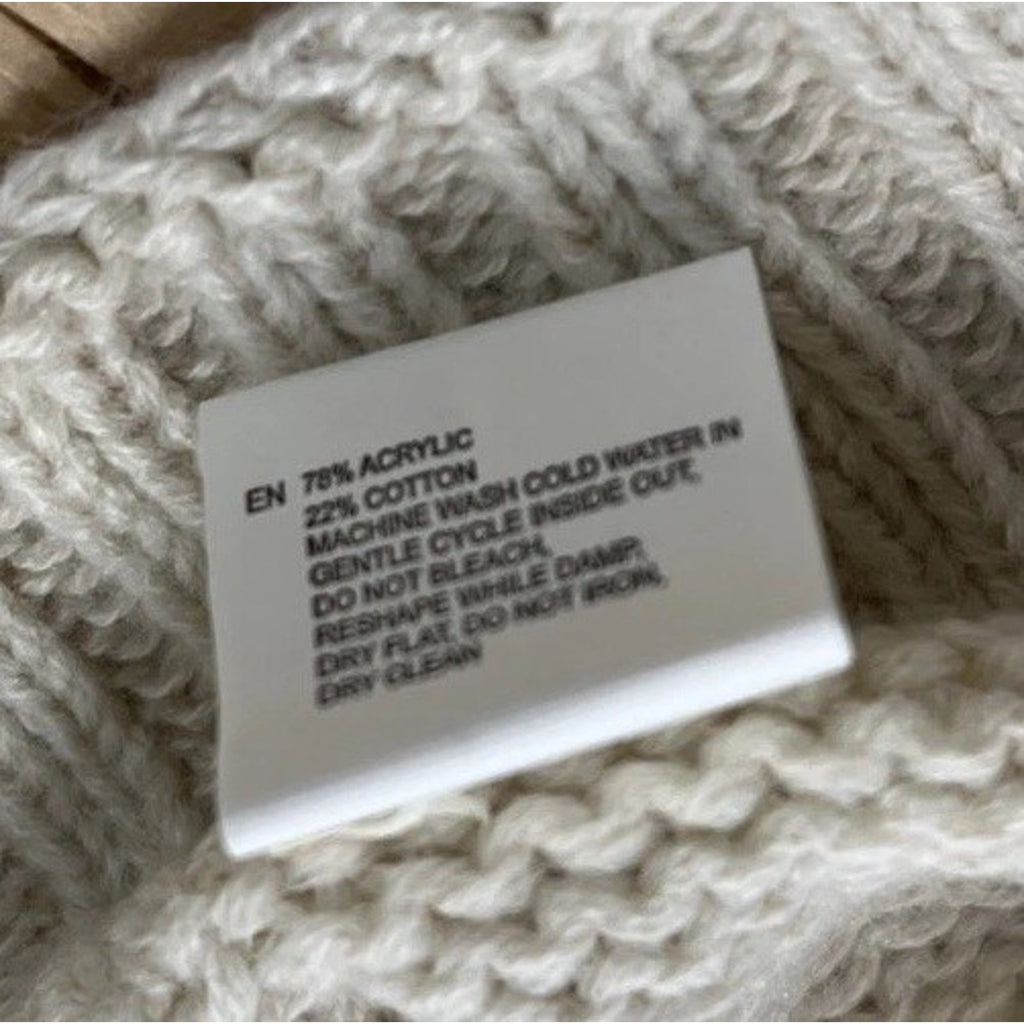 EN 78% ACRYLIC
22% COTTON
MACHINE WASH COLD WATER IN
GENTLE CYCLE INSIDE OUT,
DO NOT BLEACH,
RESHAPE WHILE DAMP,
DRY FLAT, DO NOT IRON,
DRY CLEAN